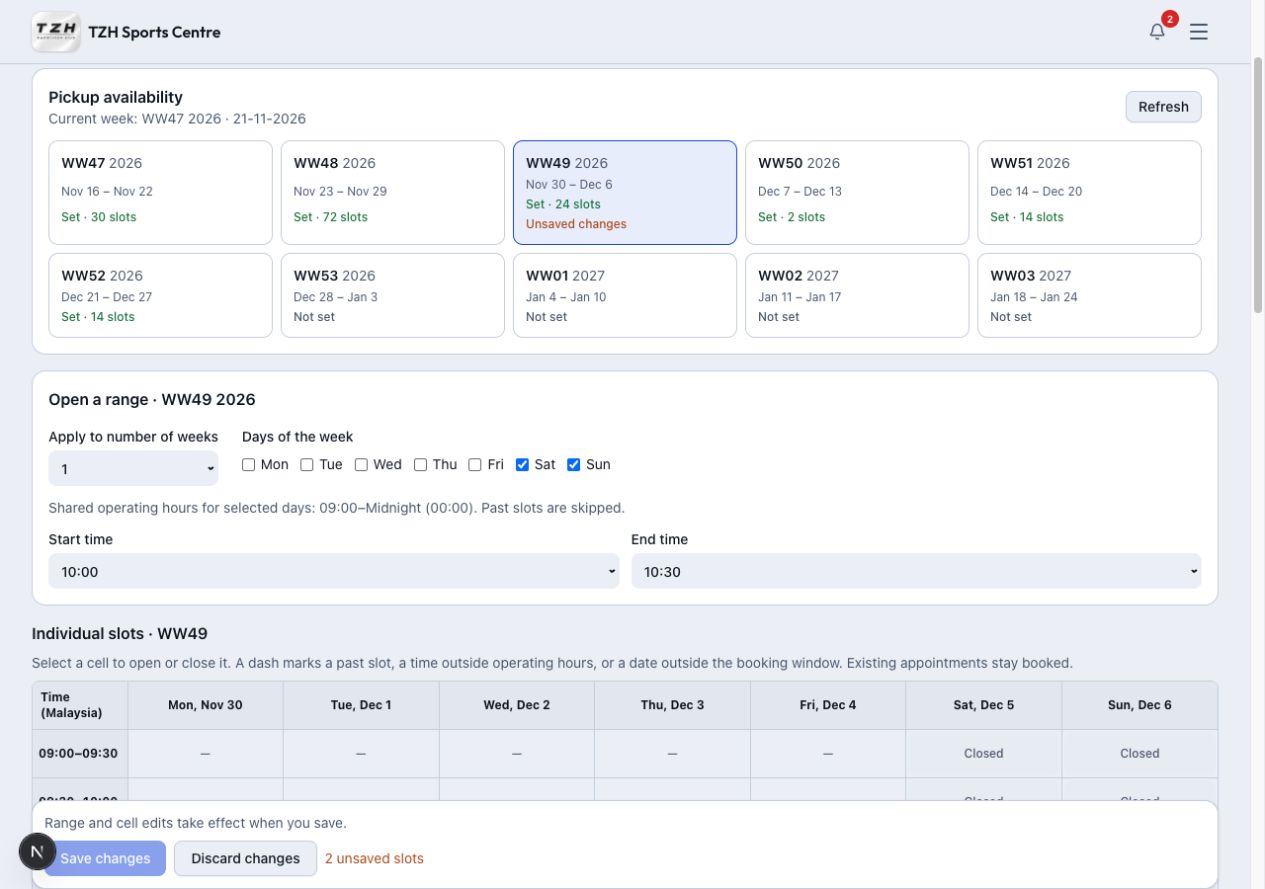 TZH
TZH Sports Centre
2
Pickup availability
Current week: WW47 2026 · 21-11-2026
Refresh
WW47 2026
Nov 16 – Nov 22
Set · 30 slots
WW48 2026
Nov 23 – Nov 29
Set · 72 slots
WW49 2026
Nov 30 – Dec 6
Set · 24 slots
Unsaved changes
WW50 2026
Dec 7 – Dec 13
Set · 2 slots
WW51 2026
Dec 14 – Dec 20
Set · 14 slots
WW52 2026
Dec 21 – Dec 27
Set · 14 slots
WW53 2026
Dec 28 – Jan 3
Not set
WW01 2027
Jan 4 – Jan 10
Not set
WW02 2027
Jan 11 – Jan 17
Not set
WW03 2027
Jan 18 – Jan 24
Not set
Open a range · WW49 2026
Apply to number of weeks
1
Days of the week
Mon Tue Wed Thu Fri Sat Sun
Shared operating hours for selected days: 09:00–Midnight (00:00). Past slots are skipped.
Start time
10:00
End time
10:30
Individual slots · WW49
Select a cell to open or close it. A dash marks a past slot, a time outside operating hours, or a date outside the booking window. Existing appointments stay booked.
Time (Malaysia) Mon, Nov 30 Tue, Dec 1 Wed, Dec 2 Thu, Dec 3 Fri, Dec 4 Sat, Dec 5 Sun, Dec 6
09:00–09:30 — — — — — Closed Closed
Range and cell edits take effect when you save.
N
Save changes
Discard changes
2 unsaved slots